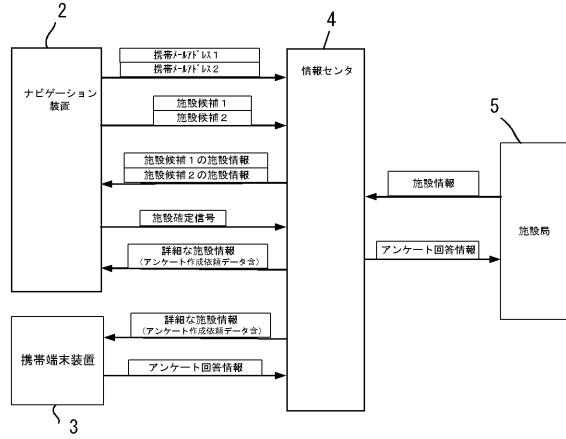 2
4
5
3
ナビゲーション
装置
携帯ﾒｰﾙｱﾄﾞﾚｽ1
携帯ﾒｰﾙｱﾄﾞﾚｽ2
施設候補1
施設候補2
施設候補1の施設情報
施設候補2の施設情報
施設確定信号
詳細な施設情報
(アンケート作成依頼データ含)
情報センタ
施設情報
アンケート回答情報
施設局
携帯端末装置
詳細な施設情報
(アンケート作成依頼データ含)
アンケート回答情報